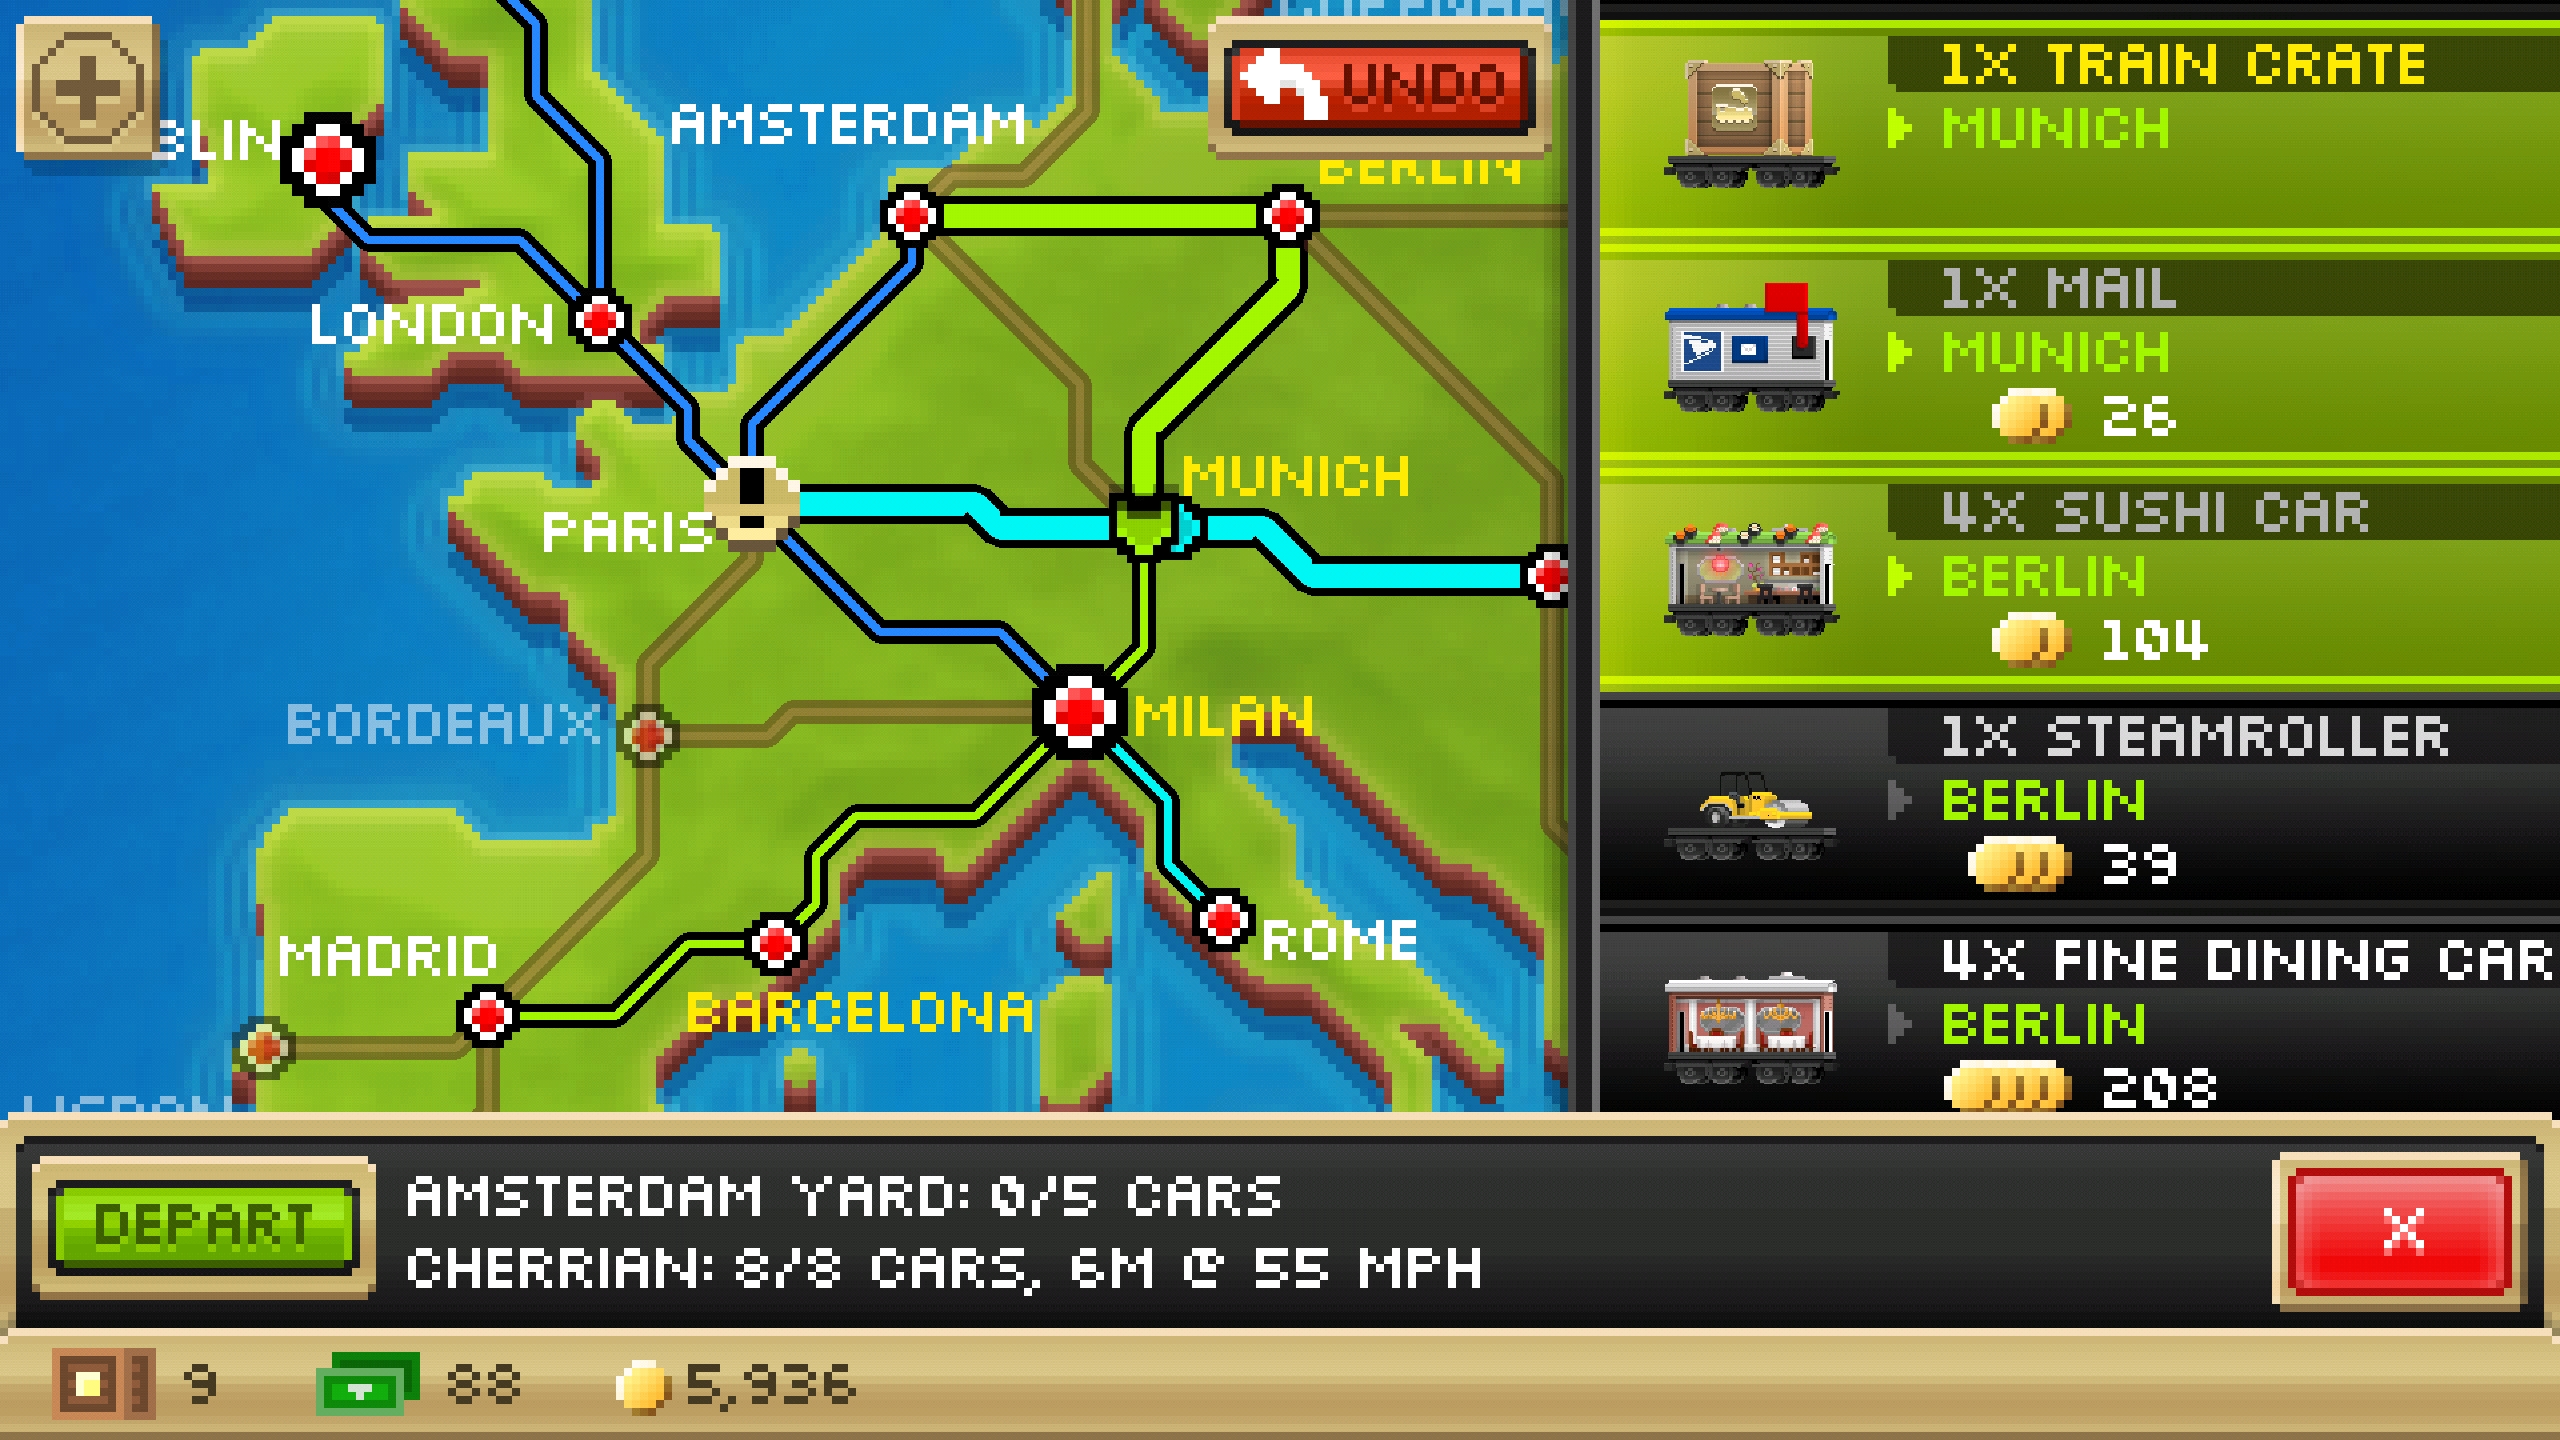 UNDO
AMSTERDAM
BERLIN
LONDON
MUNICH
PARIS
BORDEAUX
MILAN
MADRID
ROME
BARCELONA
1X TRAIN CRATE
MUNICH
1X MAIL
MUNICH
26
4X SUSHI CAR
BERLIN
104
1X STEAMROLLER
BERLIN
39
4X FINE DINING CAR
BERLIN
208
DEPART
AMSTERDAM YARD: 0/5 CARS
CHERRIAN: 8/8 CARS, 6M @ 55 MPH
X
9
88
5,936